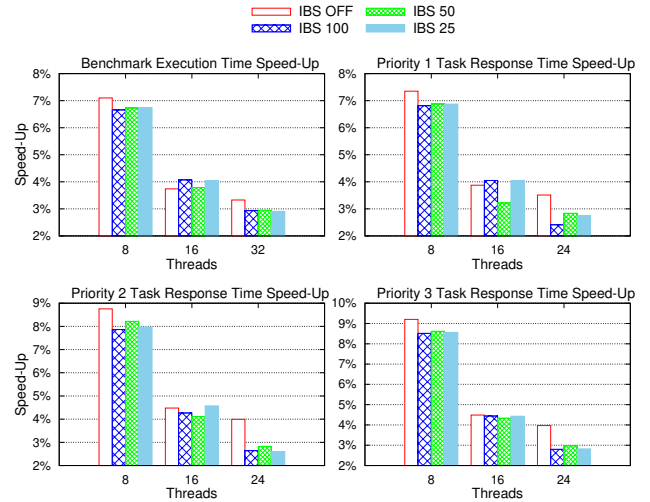 IBS OFF IBS 50
IBS 100 IBS 25
Benchmark Execution Time Speed-Up
8%
7%
6%
5%
4%
3%
2%
Speed-Up
8 16 32
Threads
Priority 1 Task Response Time Speed-Up
8%
7%
6%
5%
4%
3%
2%
8 16 24
Threads
Priority 2 Task Response Time Speed-Up
9%
8%
7%
6%
5%
4%
3%
2%
Speed-Up
8 16 24
Threads
Priority 3 Task Response Time Speed-Up
10%
9%
8%
7%
6%
5%
4%
3%
2%
8 16 24
Threads